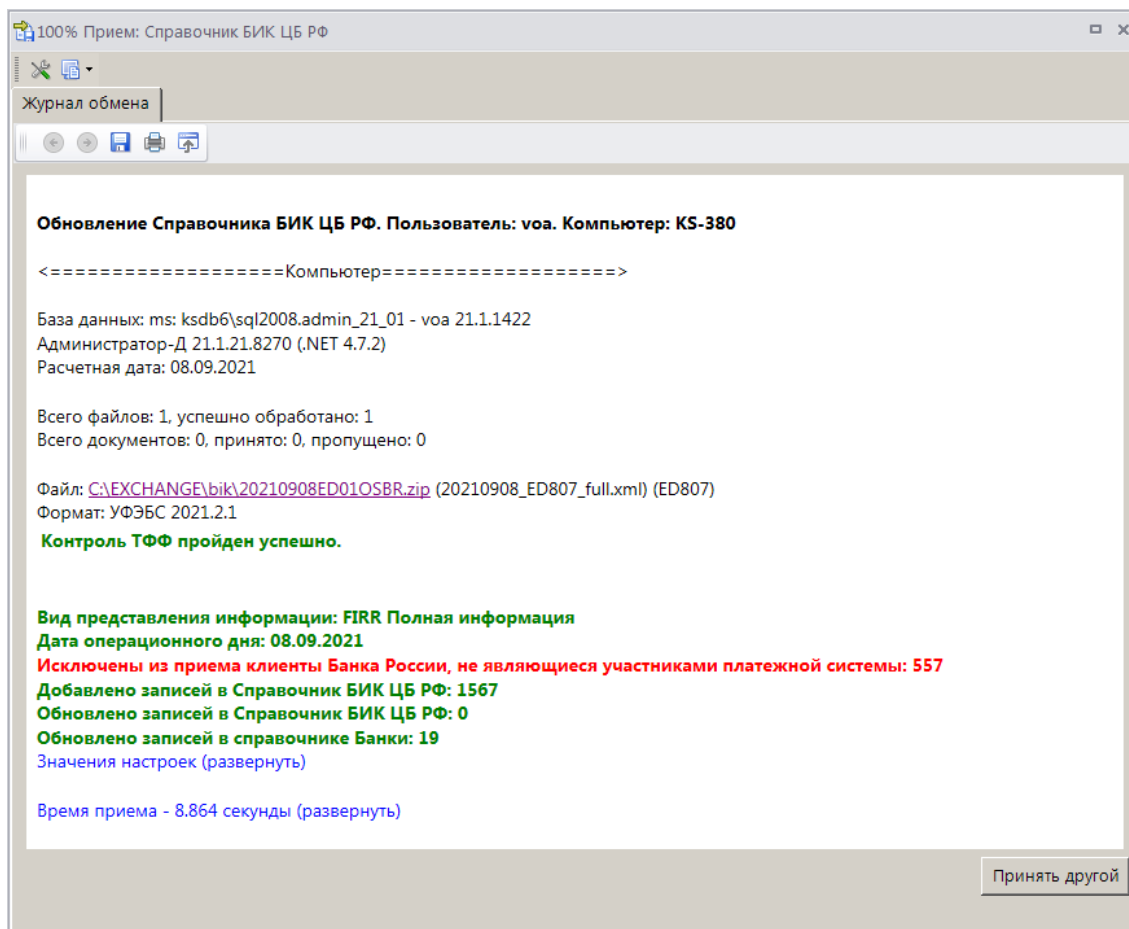 100% Прием: Справочник БИК ЦБ РФ
Журнал обмена
Обновление Справочника БИК ЦБ РФ. Пользователь: voa. Компьютер: KS-380
<===================Компьютер===================>
База данных: ms: ksdb6\sql2008.admin_21_01 - voa 21.1.1422
Администратор-Д 21.1.21.8270 (.NET 4.7.2)
Расчетная дата: 08.09.2021
Всего файлов: 1, успешно обработано: 1
Всего документов: 0, принято: 0, пропущено: 0
Файл: C:\EXCHANGE\bik\20210908ED01OSBR.zip (20210908_ED807_full.xml) (ED807)
Формат: УФЭБС 2021.2.1
Контроль ТФФ пройден успешно.
Вид представления информации: FIRR Полная информация
Дата операционного дня: 08.09.2021
Исключены из приема клиенты Банка России, не являющиеся участниками платежной системы: 557
Добавлено записей в Справочник БИК ЦБ РФ: 1567
Обновлено записей в Справочник БИК ЦБ РФ: 0
Обновлено записей в справочнике Банки: 19
Значения настроек (развернуть)
Время приема - 8.864 секунды (развернуть)
Принять другой